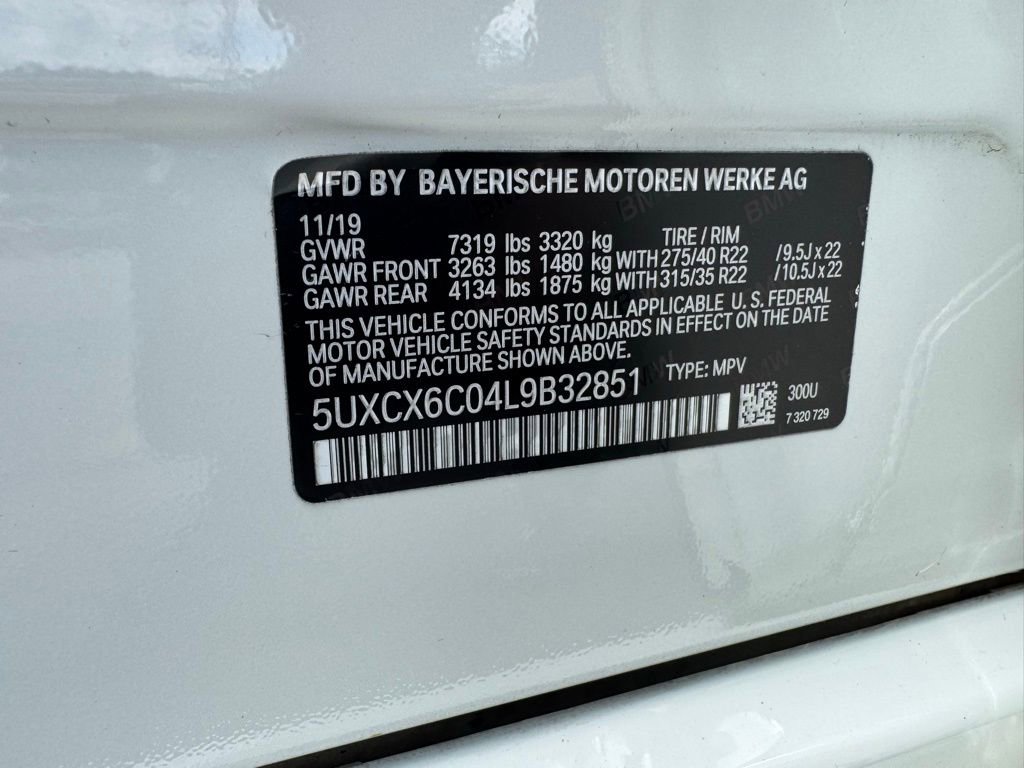 MFD BY BAYERISCHE MOTOREN WERKE AG
11/19
GVWR 7319 lbs 3320 kg TIRE / RIM
GAWR FRONT 3263 lbs 1480 kg WITH 275/40 R22 / 9.5J x 22
GAWR REAR 4134 lbs 1875 kg WITH 315/35 R22 / 10.5J x 22
THIS VEHICLE CONFORMS TO ALL APPLICABLE U. S. FEDERAL
MOTOR VEHICLE SAFETY STANDARDS IN EFFECT ON THE DATE
OF MANUFACTURE SHOWN ABOVE.
5UXCX6C04L9B32851 TYPE: MPV
300U
7 320 729